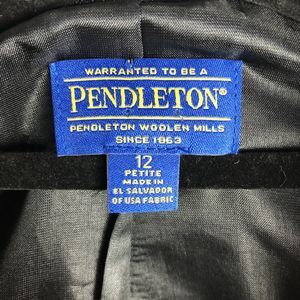 WARRANTED TO BE A
PENDLETON®
PENDLETON WOOLEN MILLS
SINCE 1863
12
PETITE
MADE IN
EL SALVADOR
OF USA FABRIC